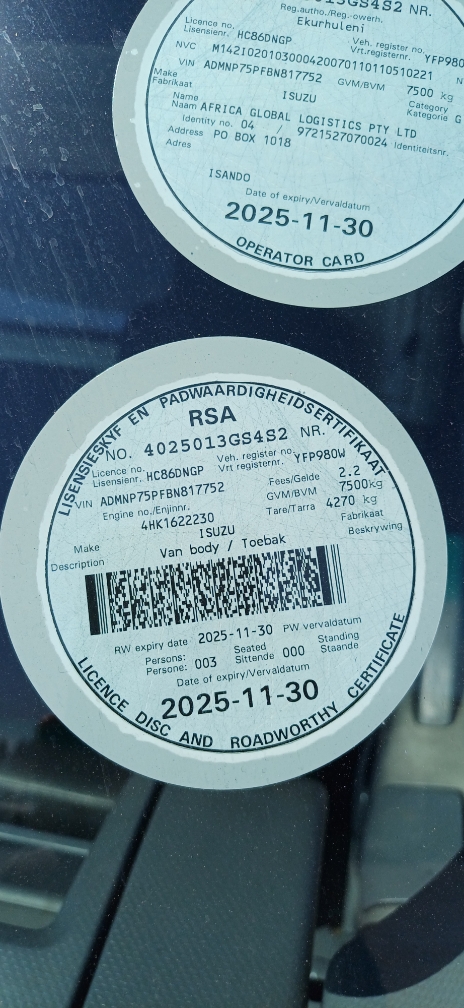 Reg.autho./Reg.-owerh.
Ekurhuleni
Licence no. Lisensienr. HC86DNGP Veh. register no. Vrt.registernr. YFP980
NVC M1421020103000420070110110510221
VIN ADMNP75PFBN817752 GVM/BVM 7500 kg
Make Fabrikaat ISUZU Category Kategorie G
Name Naam AFRICA GLOBAL LOGISTICS PTY LTD
Identity no. 04 / 9721527070024 Identiteitsnr.
Address Adres PO BOX 1018
ISANDO
Date of expiry/Vervaldatum
2025-11-30
OPERATOR CARD
LISENSIESKYF EN PADWAARDIGHEIDSERTIFIKAAT
RSA
NO. 4025013GS4S2 NR.
Licence no. Lisensienr. HC86DNGP Veh. register no. Vrt registernr. YFP980W
VIN ADMNP75PFBN817752 Fees/Gelde 2.2
GVM/BVM 7500kg
Engine no./Enjinnr. 4HK1622230 Tare/Tarra 4270 kg
Make ISUZU Fabrikaat
Description Van body / Toebak Beskrywing
RW expiry date 2025-11-30 PW vervaldatum
Persons: Persone: 003 Seated Sittende 000 Standing Staande
Date of expiry/Vervaldatum
2025-11-30
LICENCE DISC AND ROADWORTHY CERTIFICATE